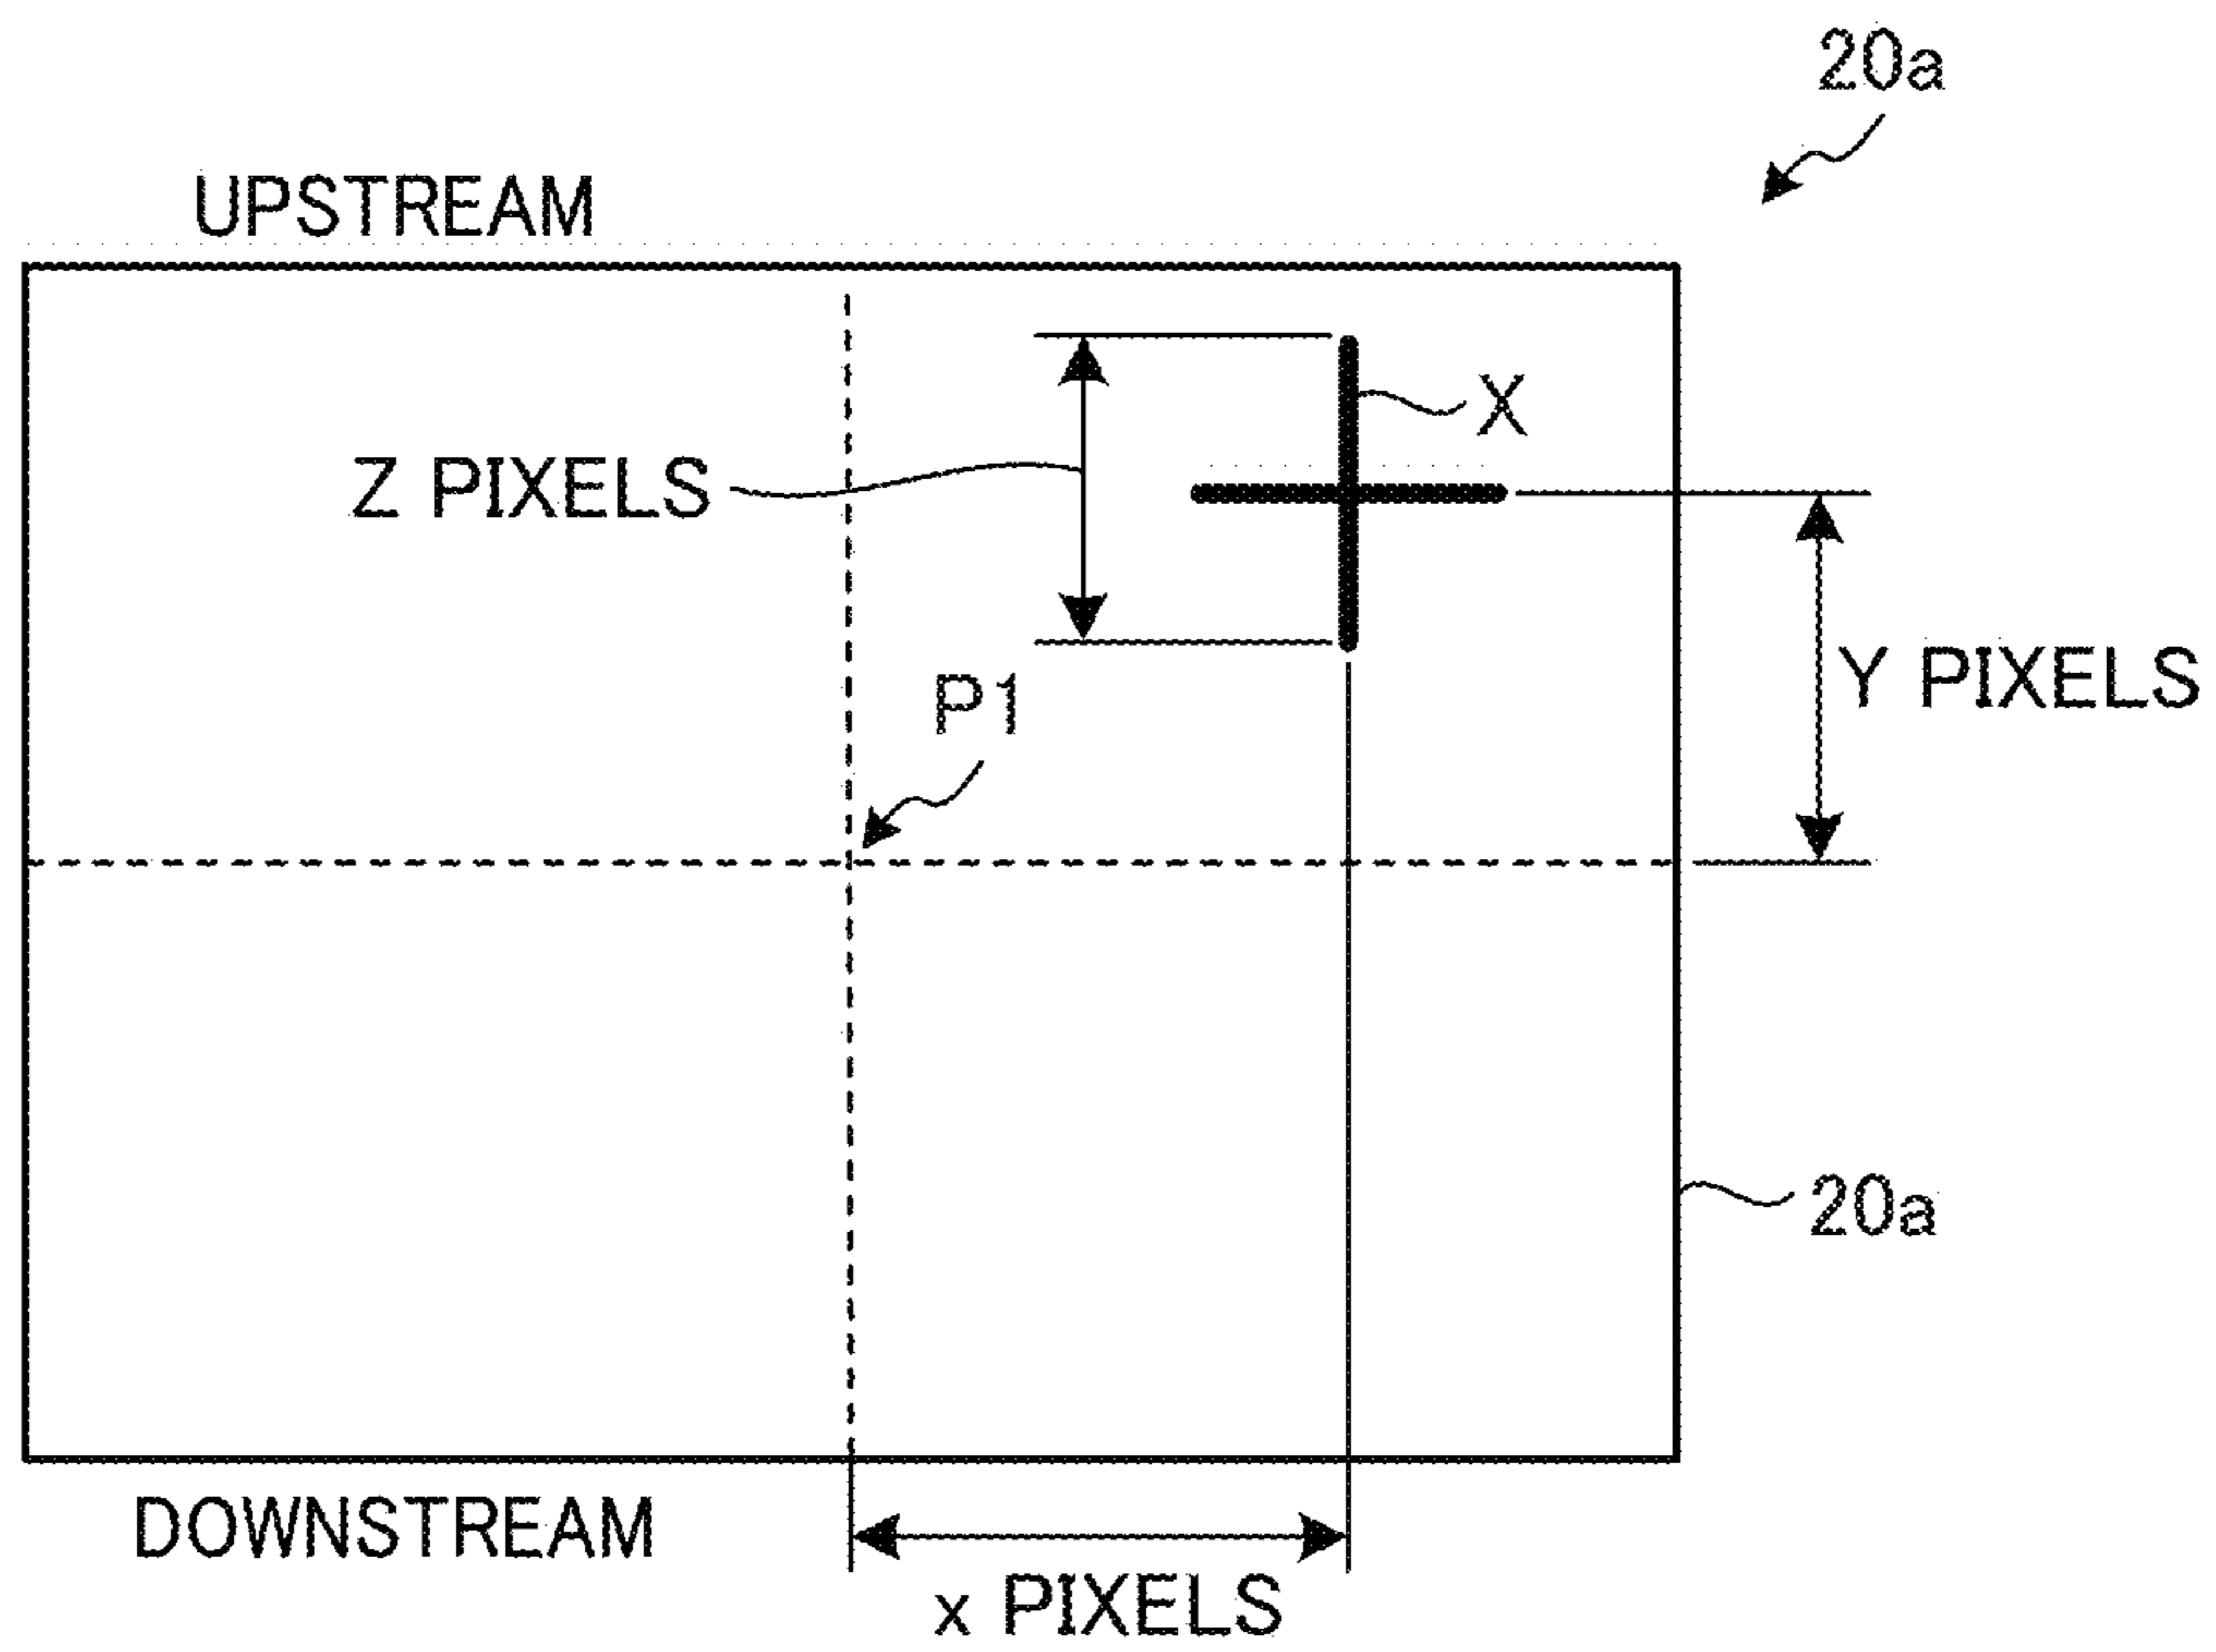 20a
UPSTREAM
X
Z PIXELS
Y PIXELS
P1
20a
DOWNSTREAM
x PIXELS